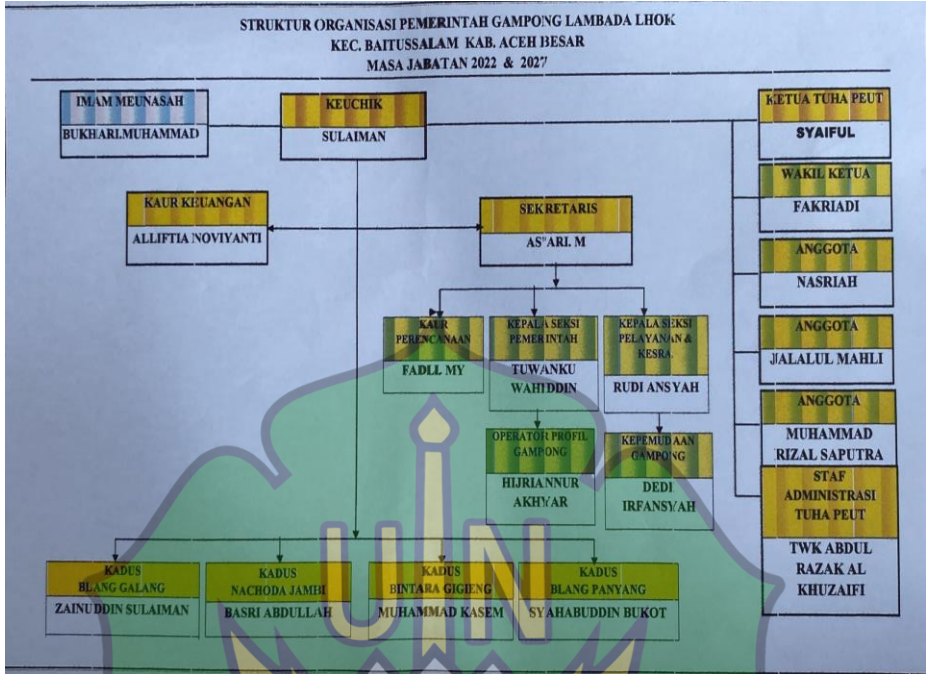 STRUKTUR ORGANISASI PEMERINTAH GAMPONG LAMBADA LHOK
KEC. BAITUSSALAM KAB. ACEH BESAR
MASA JABATAN 2022 & 2027
IMAM MEUNASAH
BUKHARI.MUHAMMAD
KEUCHIK
SULAIMAN
KETUA TUHA PEUT
SYAIFUL
WAKIL KETUA
FAKRIADI
KAUR KEUANGAN
ALLIFTIA NOVIYANTI
SEKRETARIS
AS'ARI. M
ANGGOTA
NASRIAH
KAUR
PERENCANAAN
FADLI. MY
KEPALA SEKSI
PEMERINTAH
TUWANKU
WAHIDDIN
KEPALA SEKSI
PELAYANAN &
KESRA.
RUDI ANSYAH
ANGGOTA
JALALUL MAHLI
ANGGOTA
MUHAMMAD
RIZAL SAPUTRA
OPERATOR PROFIL
GAMPONG
HIJRIANNUR
AKHYAR
KEPEMUDAAN
GAMPONG
DEDI
IRFANSYAH
STAF
ADMINISTRASI
TUHA PEUT
TWK ABDUL
RAZAK AL
KHUZAIFI
KADUS
BLANG GALANG
ZAINUDDIN SULAIMAN
KADUS
NACHODA JAMBI
BASRI ABDULLAH
KADUS
BINTARA GIGIENG
MUHAMMAD KASEM
KADUS
BLANG PANYANG
SYAHABUDDIN BUKOT
UIN